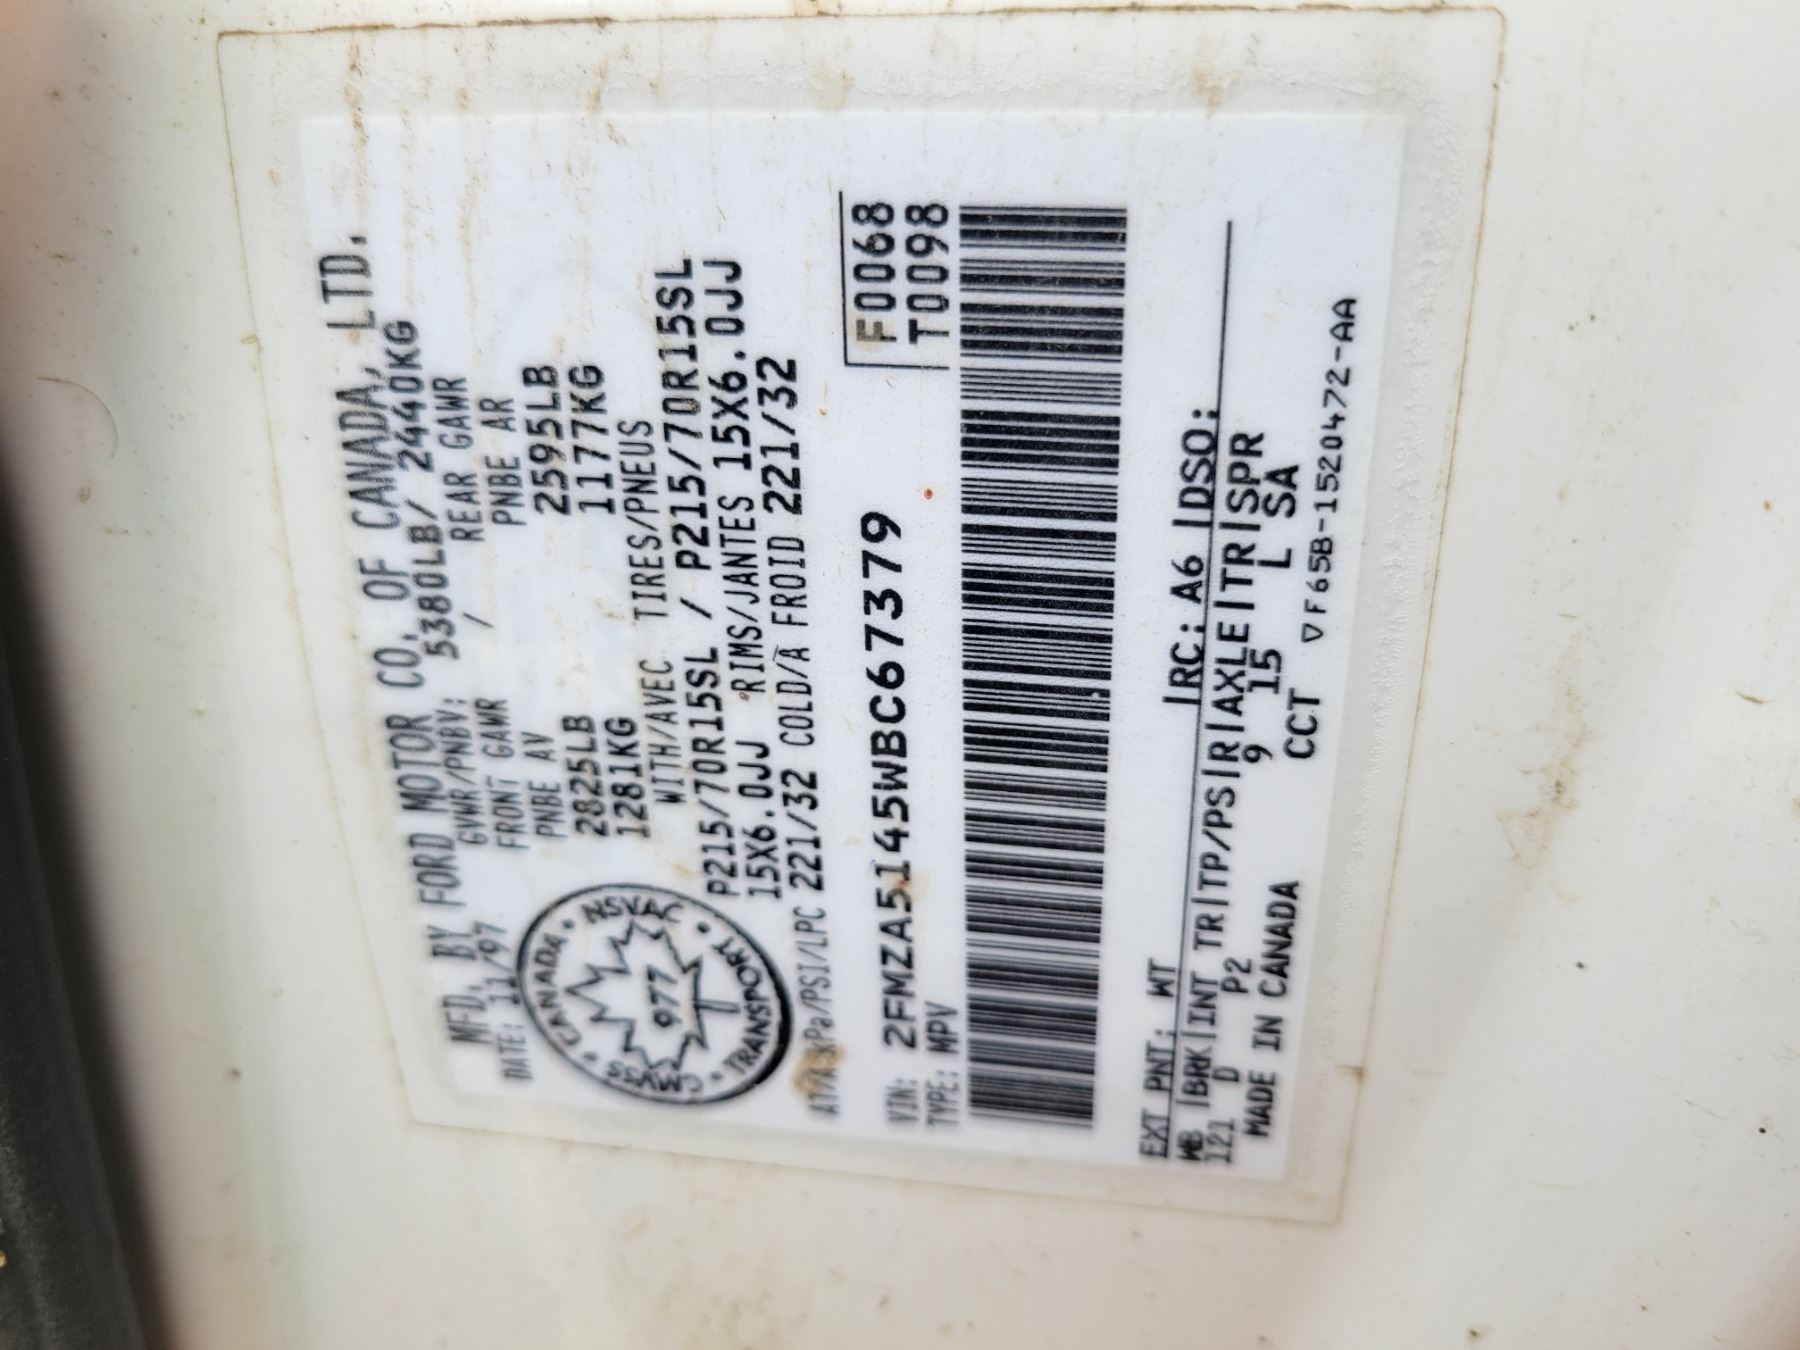 MFD. BY FORD MOTOR CO. OF CANADA, LTD.
DATE: 11/97 GVWR/PNBV: 5380LB/ 2440KG
FRONT GAWR / REAR GAWR
PNBE AV PNBE AR
2825LB 2595LB
1281KG 1177KG
WITH/AVEC TIRES/PNEUS
P215/70R15SL / P215/70R15SL
15X6.0JJ RIMS/JANTES 15X6.0JJ
AT/A kPa/PSI/LPC 221/32 COLD/A FROID 221/32
CANADA • NSVAC • TRANSPORT • CMVSS •
977
VIN: 2FMZA5145WBC67379
TYPE: MPV
F0068
T0098
EXT PNT: WT |RC: A6 |DSO:
WB |BRK|INT TR|TP/PS|R|AXLE|TR|SPR
121 D P2 9 15 L SA
MADE IN CANADA CCT
▽F65B-1520472-AA